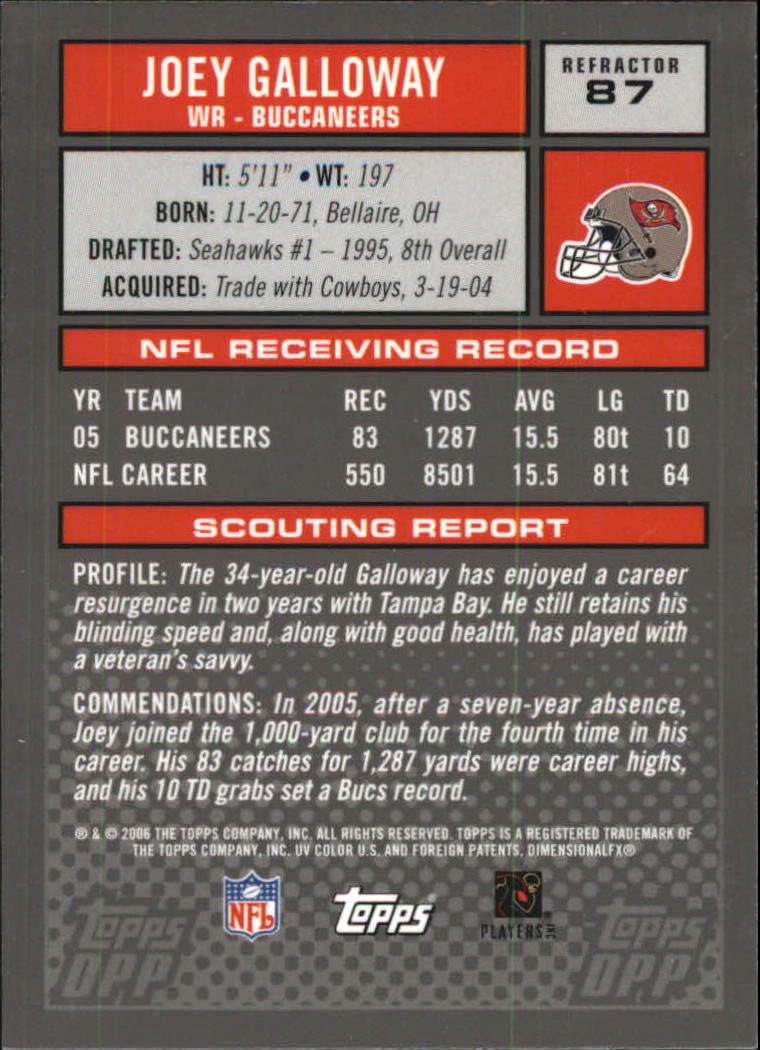 JOEY GALLOWAY
WR - BUCCANEERS
REFRACTOR
87
HT: 5'11" • WT: 197
BORN: 11-20-71, Bellaire, OH
DRAFTED: Seahawks #1 – 1995, 8th Overall
ACQUIRED: Trade with Cowboys, 3-19-04
NFL RECEIVING RECORD
YR TEAM REC YDS AVG LG TD
05 BUCCANEERS 83 1287 15.5 80t 10
NFL CAREER 550 8501 15.5 81t 64
SCOUTING REPORT
PROFILE: The 34-year-old Galloway has enjoyed a career
resurgence in two years with Tampa Bay. He still retains his
blinding speed and, along with good health, has played with
a veteran's savvy.
COMMENDATIONS: In 2005, after a seven-year absence,
Joey joined the 1,000-yard club for the fourth time in his
career. His 83 catches for 1,287 yards were career highs,
and his 10 TD grabs set a Bucs record.
® & © 2006 THE TOPPS COMPANY, INC. ALL RIGHTS RESERVED. TOPPS IS A REGISTERED TRADEMARK OF
THE TOPPS COMPANY, INC. UV COLOR U.S. AND FOREIGN PATENTS, DIMENSIONALFX®
NFL
Topps
PLAYERS INC
Topps
DPP
Topps
DPP